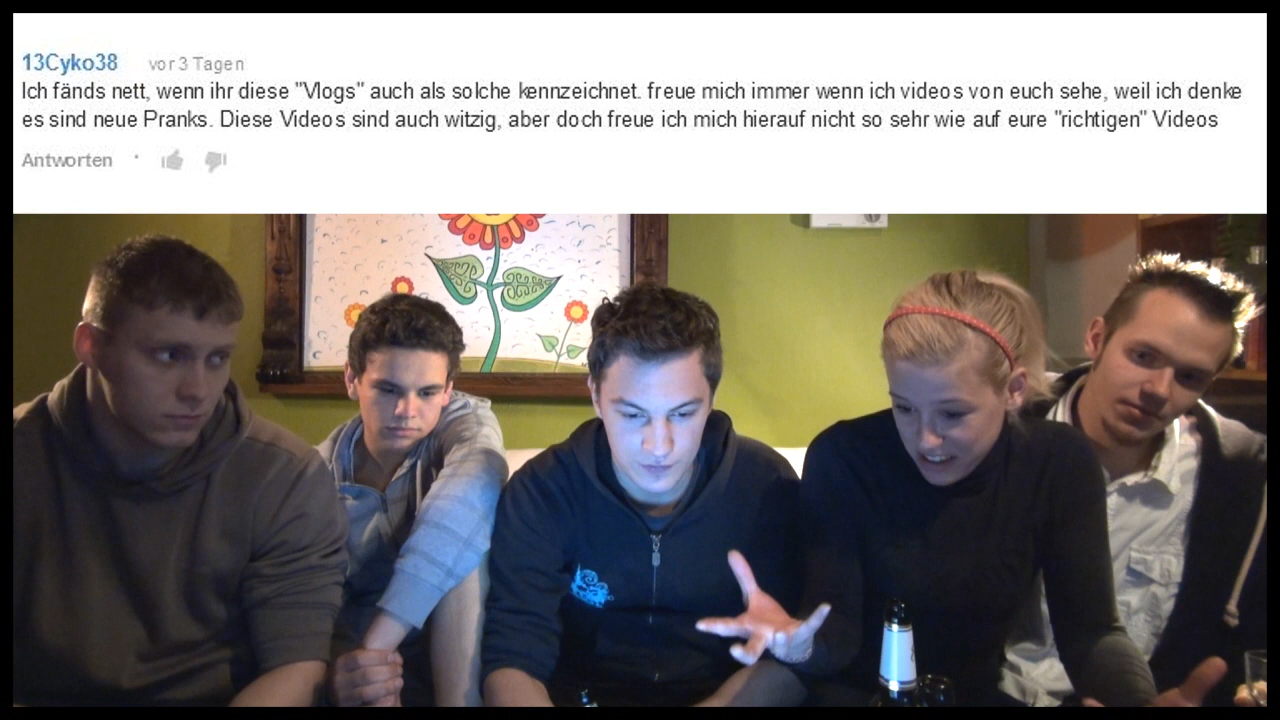 13Cyko38 vor 3 Tagen
Ich fänds nett, wenn ihr diese "Vlogs" auch als solche kennzeichnet. freue mich immer wenn ich videos von euch sehe, weil ich denke
es sind neue Pranks. Diese Videos sind auch witzig, aber doch freue ich mich hierauf nicht so sehr wie auf eure "richtigen" Videos
Antworten ·